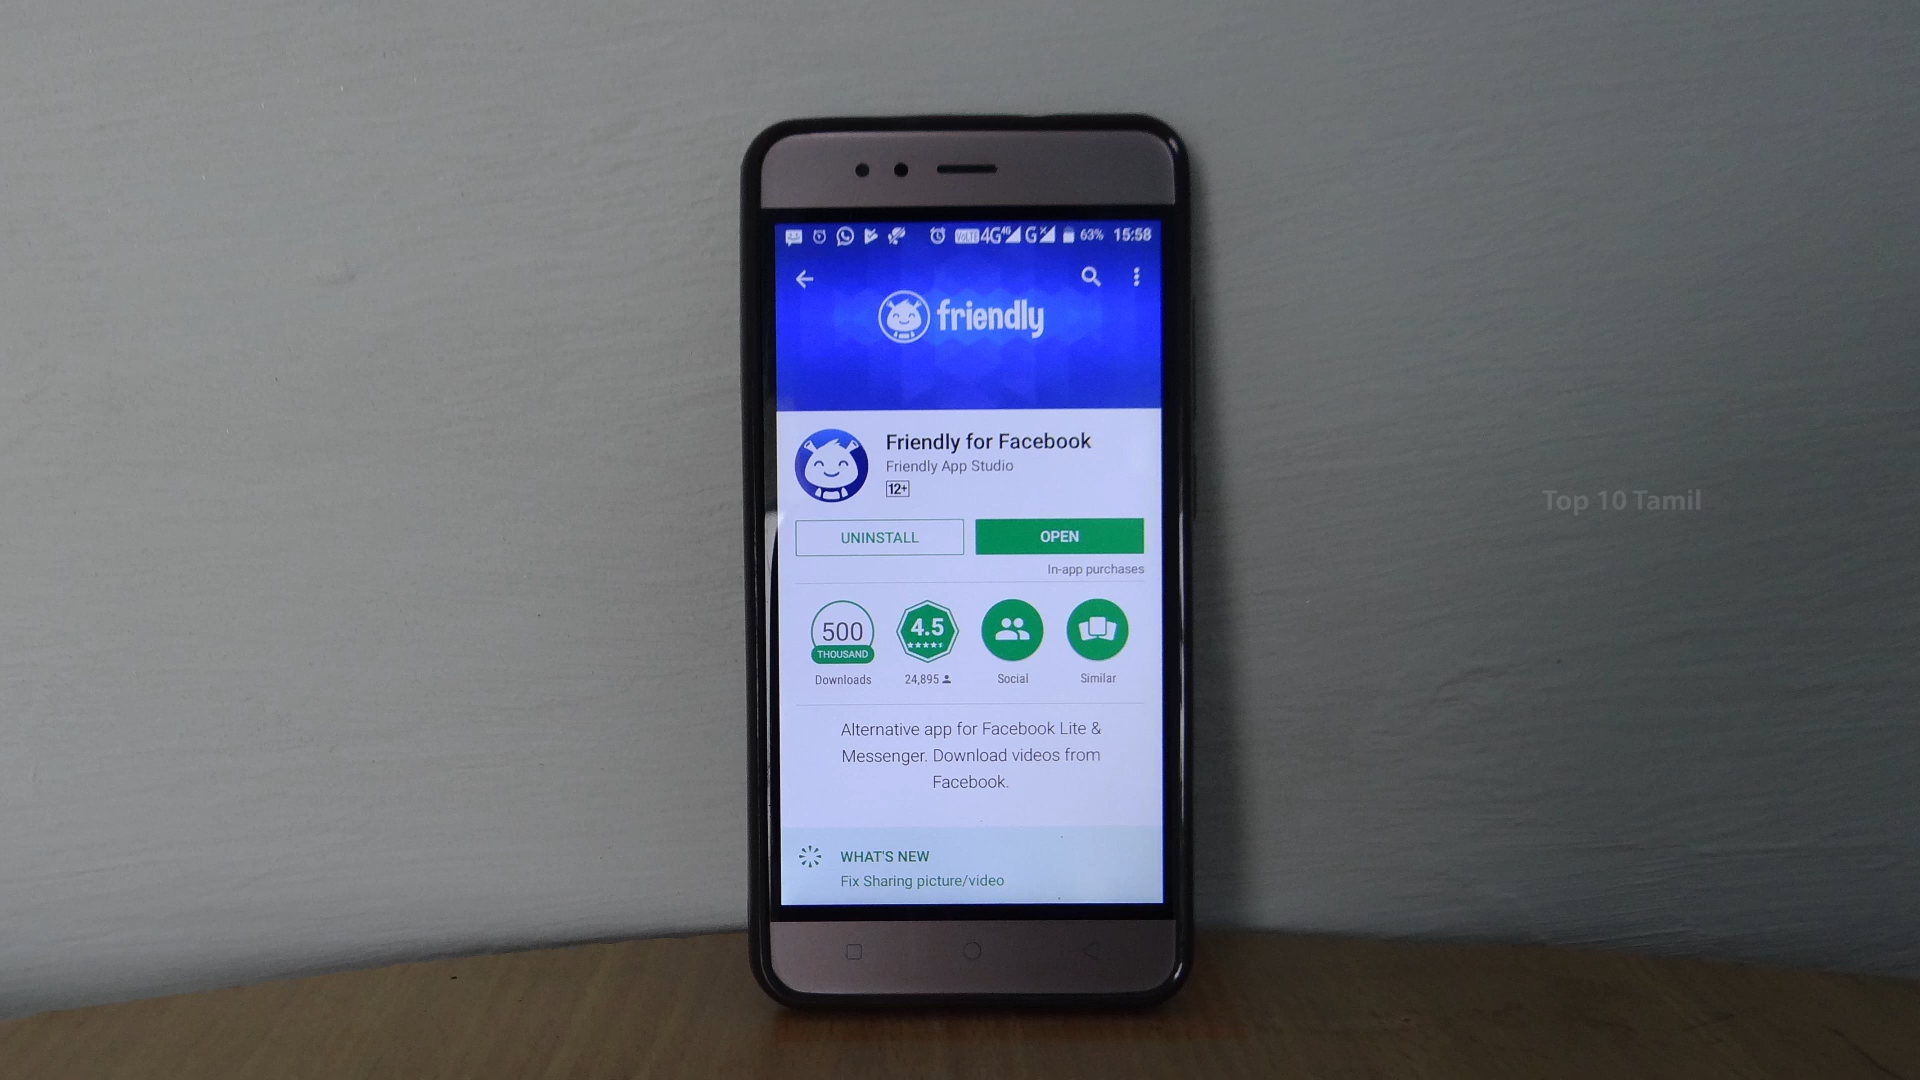 VoLTE 4G 4G G 63% 15:58
friendly
Friendly for Facebook
Friendly App Studio
12+
UNINSTALL
OPEN
In-app purchases
500
THOUSAND
4.5
Downloads
24,895
Social
Similar
Alternative app for Facebook Lite &
Messenger. Download videos from
Facebook.
WHAT'S NEW
Fix Sharing picture/video
Top 10 Tamil